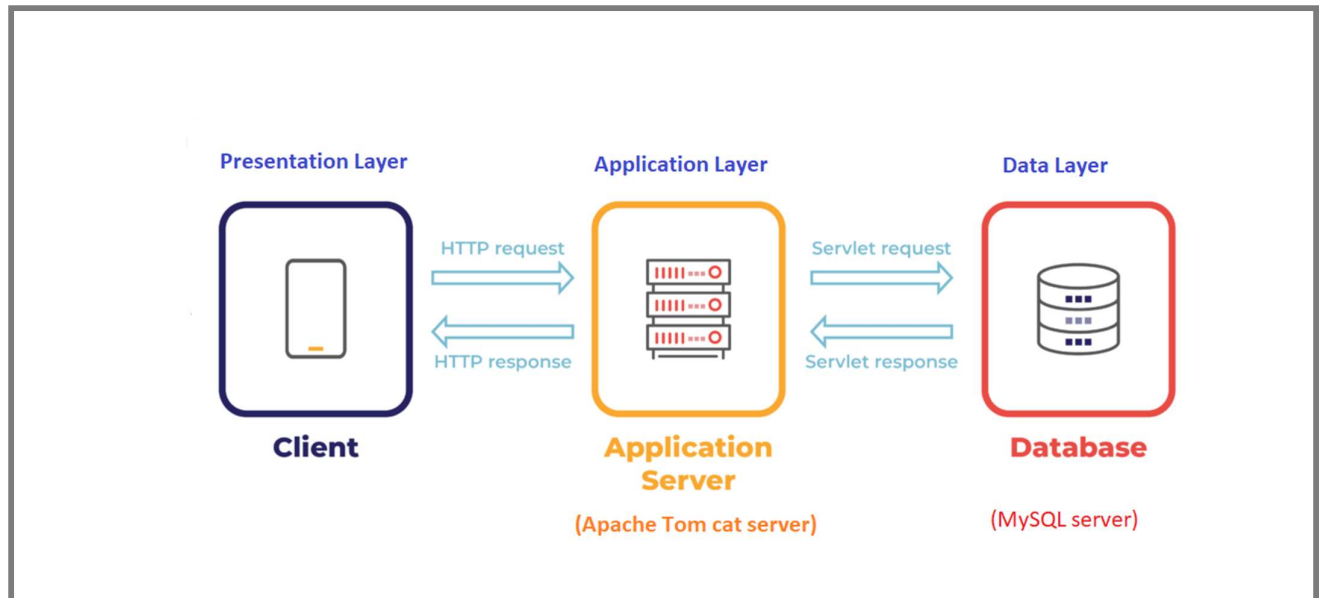 Presentation Layer
Application Layer
Data Layer
HTTP request
Servlet request
HTTP response
Servlet response
Client
Application
Server
Database
(Apache Tom cat server)
(MySQL server)